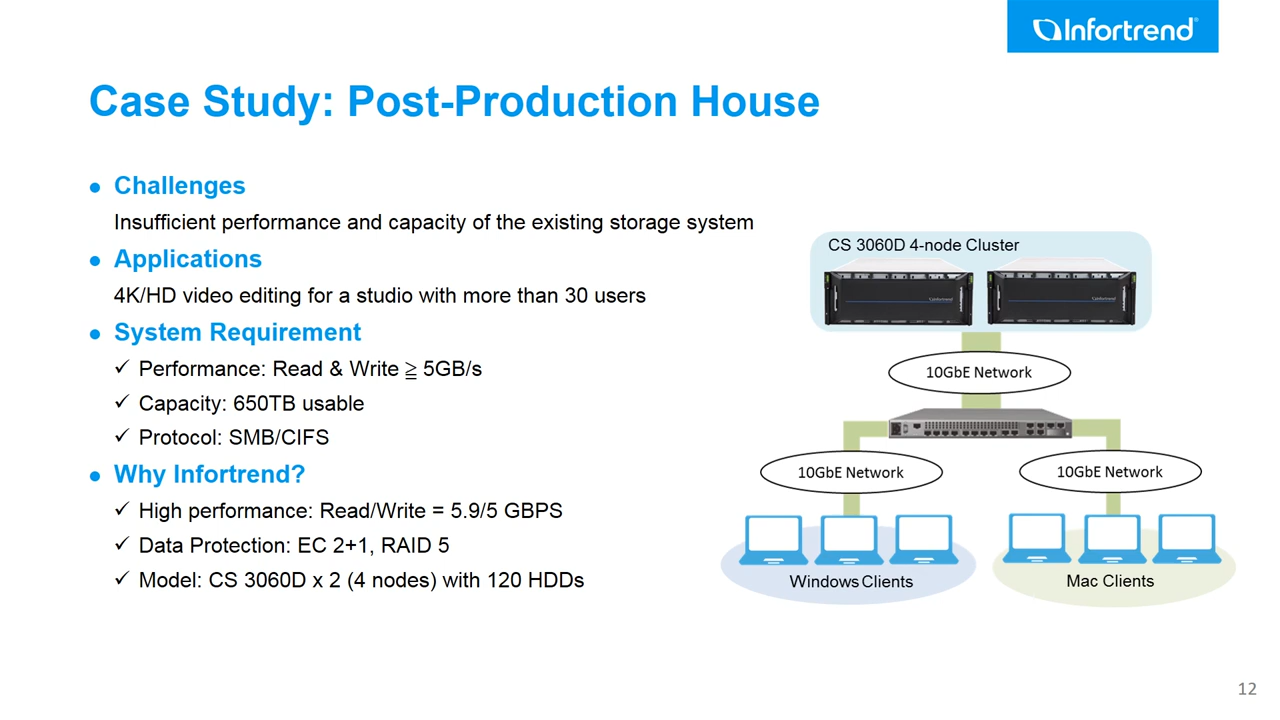 Infortrend
Case Study: Post-Production House
● Challenges
Insufficient performance and capacity of the existing storage system
● Applications
4K/HD video editing for a studio with more than 30 users
● System Requirement
✓ Performance: Read & Write ≧ 5GB/s
✓ Capacity: 650TB usable
✓ Protocol: SMB/CIFS
● Why Infortrend?
✓ High performance: Read/Write = 5.9/5 GBPS
✓ Data Protection: EC 2+1, RAID 5
✓ Model: CS 3060D x 2 (4 nodes) with 120 HDDs
CS 3060D 4-node Cluster
Infortrend
Infortrend
10GbE Network
10GbE Network
10GbE Network
Windows Clients
Mac Clients
12